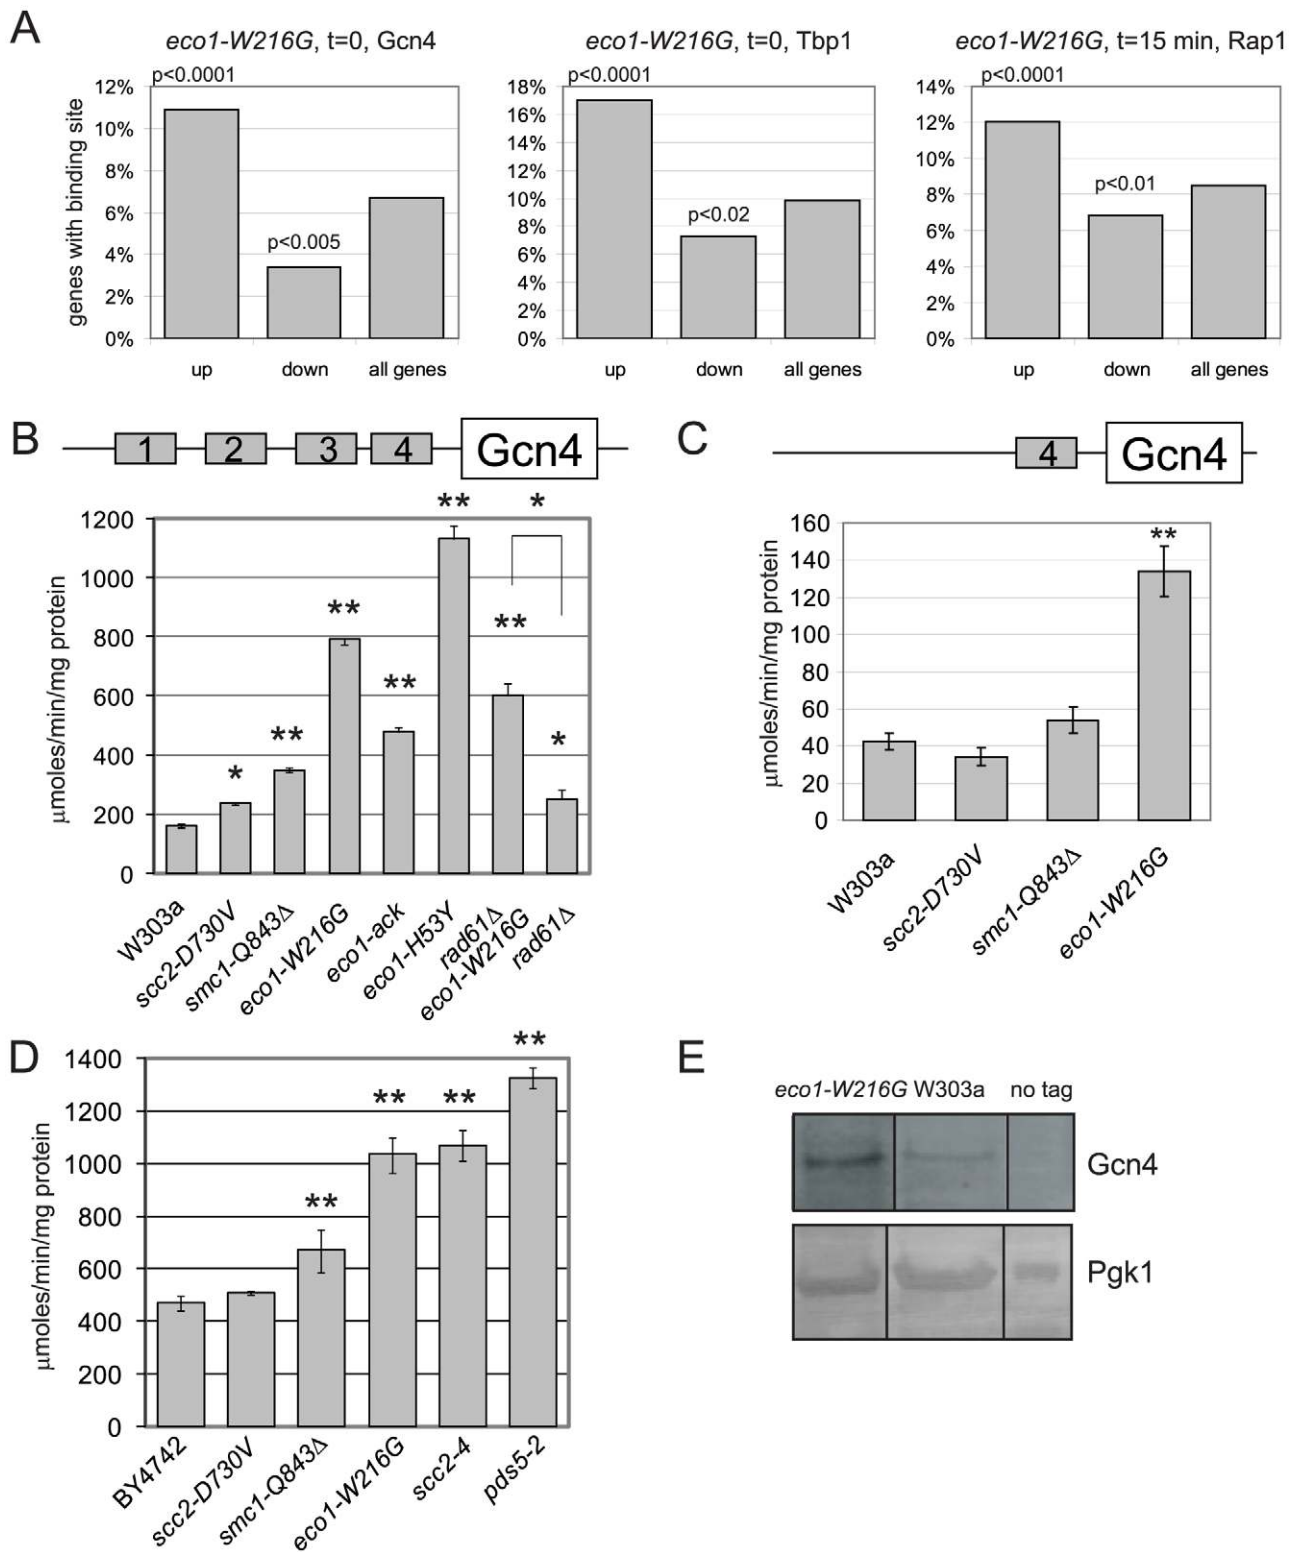 A
eco1-W216G, t=0, Gcn4
p<0.0001
genes with binding site
12%
10%
8%
6%
4%
2%
0%
p<0.005
up down all genes
eco1-W216G, t=0, Tbp1
p<0.0001
18%
16%
14%
12%
10%
8%
6%
4%
2%
0%
p<0.02
up down all genes
eco1-W216G, t=15 min, Rap1
p<0.0001
14%
12%
10%
8%
6%
4%
2%
0%
p<0.01
up down all genes
B
1 2 3 4 Gcn4
μmoles/min/mg protein
1200
1000
800
600
400
200
0
* ** ** ** ** ** * *
W303a
scc2-D730V
smc1-Q843Δ
eco1-W216G
eco1-ack
eco1-H53Y
rad61Δ
eco1-W216G
rad61Δ
C
4 Gcn4
μmoles/min/mg protein
160
140
120
100
80
60
40
20
0
**
W303a
scc2-D730V
smc1-Q843Δ
eco1-W216G
D
μmoles/min/mg protein
1400
1200
1000
800
600
400
200
0
** ** ** **
BY4742
scc2-D730V
smc1-Q843Δ
eco1-W216G
scc2-4
pds5-2
E
eco1-W216G W303a no tag
Gcn4
Pgk1